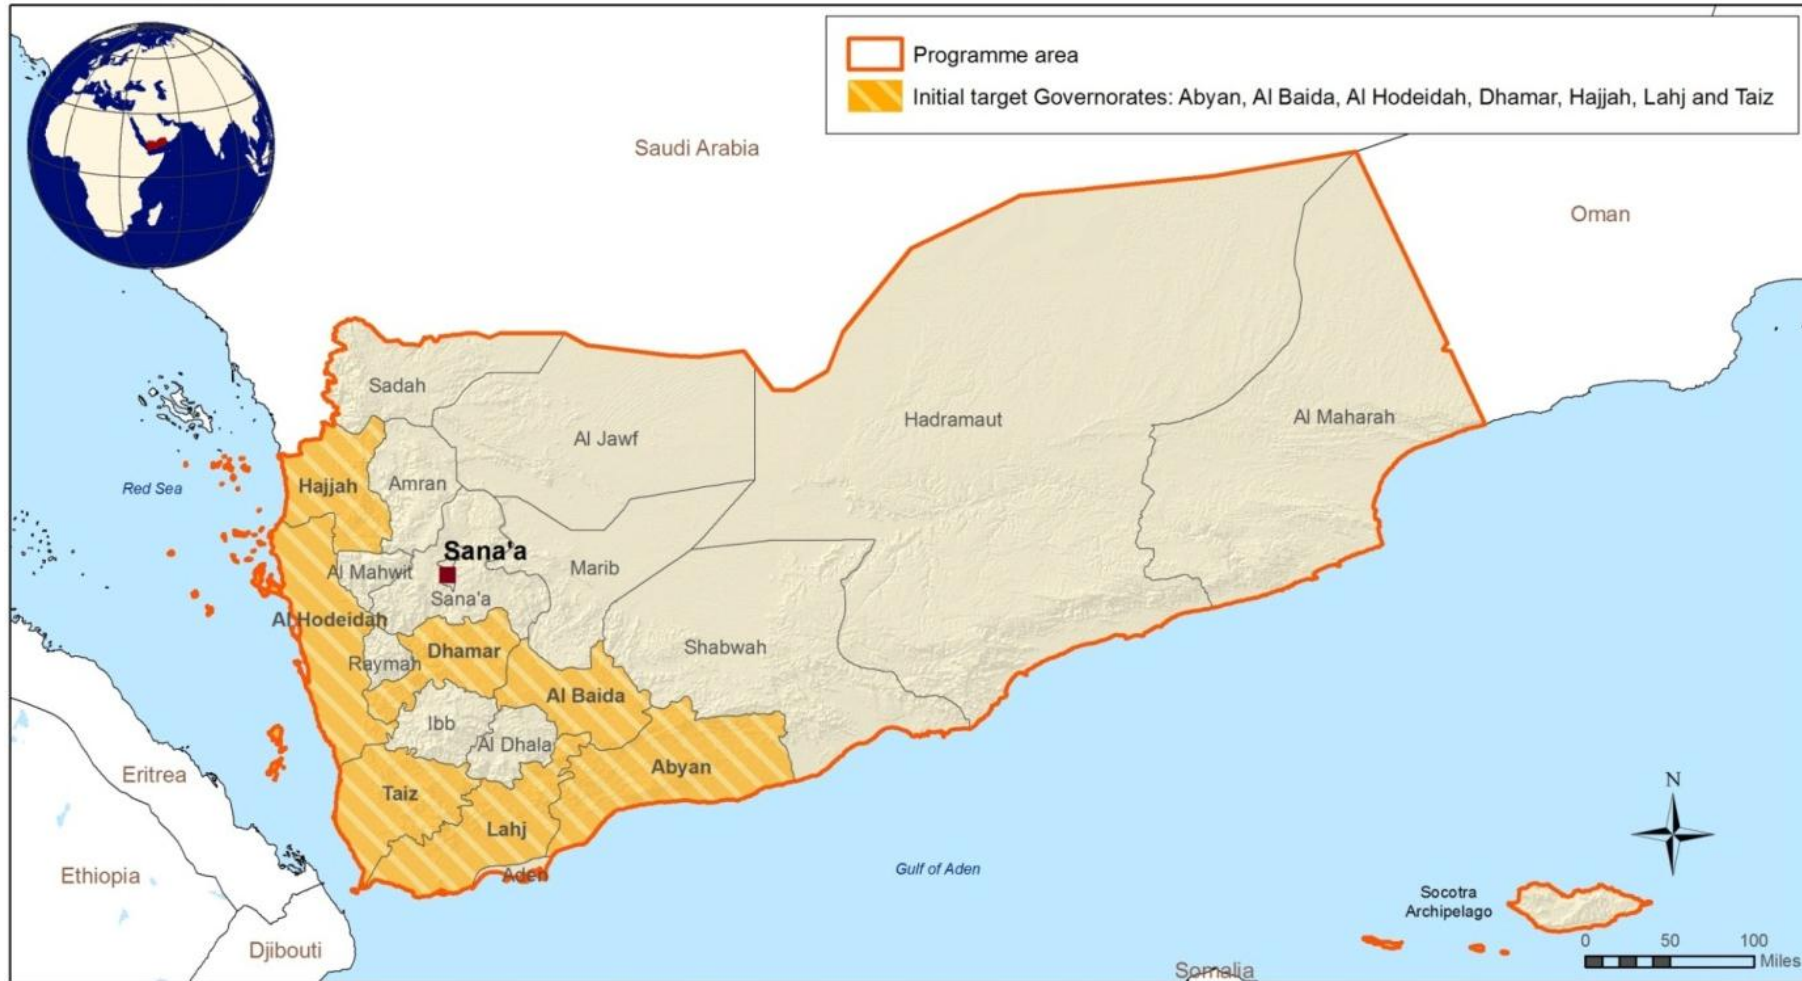 Programme area
Initial target Governorates: Abyan, Al Baida, Al Hodeidah, Dhamar, Hajjah, Lahj and Taiz
Saudi Arabia
Oman
Sadah
Al Jawf
Hadramaut
Al Maharah
Hajjah
Amran
Red Sea
Sana'a
Al Mahwit
Marib
Sana'a
Al Hodeidah
Raymah
Dhamar
Shabwah
Al Baida
Ibb
Al Dhala
Abyan
Eritrea
Taiz
N
Lahj
Ethiopia
Aden
Gulf of Aden
Socotra
Archipelago
Djibouti
0 50 100
Miles
Somalia